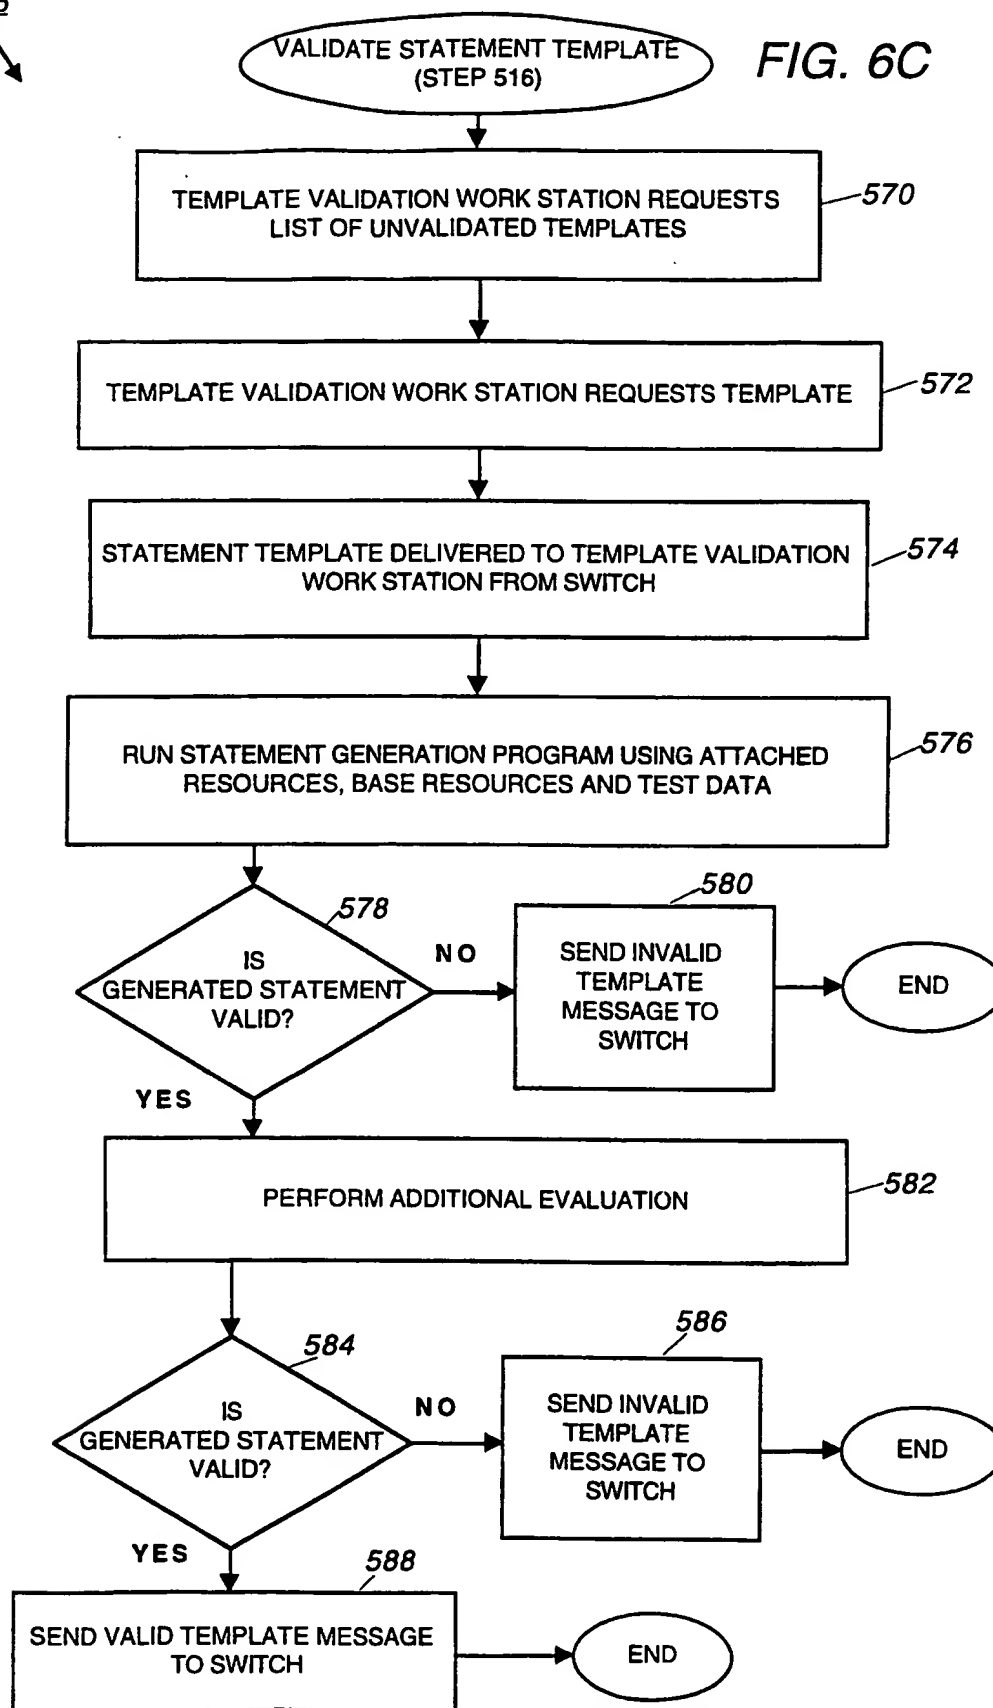 VALIDATE STATEMENT TEMPLATE
(STEP 516)
FIG. 6C
TEMPLATE VALIDATION WORK STATION REQUESTS
LIST OF UNVALIDATED TEMPLATES
570
TEMPLATE VALIDATION WORK STATION REQUESTS TEMPLATE
572
STATEMENT TEMPLATE DELIVERED TO TEMPLATE VALIDATION
WORK STATION FROM SWITCH
574
RUN STATEMENT GENERATION PROGRAM USING ATTACHED
RESOURCES, BASE RESOURCES AND TEST DATA
576
578
IS
GENERATED STATEMENT
VALID?
NO
580
SEND INVALID
TEMPLATE
MESSAGE TO
SWITCH
END
YES
PERFORM ADDITIONAL EVALUATION
582
584
IS
GENERATED STATEMENT
VALID?
NO
586
SEND INVALID
TEMPLATE
MESSAGE TO
SWITCH
END
YES
588
SEND VALID TEMPLATE MESSAGE
TO SWITCH
END